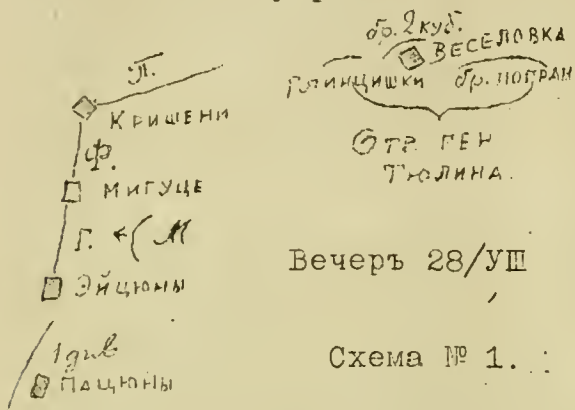 бр. 2 куб.
ВЕСЕЛОВКА
П.
ГЛИНЦИШКИ бр. ПОГРАН
КРИШЕНИ
Отр. ГЕН
ТЮЛИНА.
Ф.
МИГУЦЕ
Г. М
Вечеръ 28/УШ
ЭЙЦЮНЫ
1 див
Схема № 1.
ПАЦЮНЫ